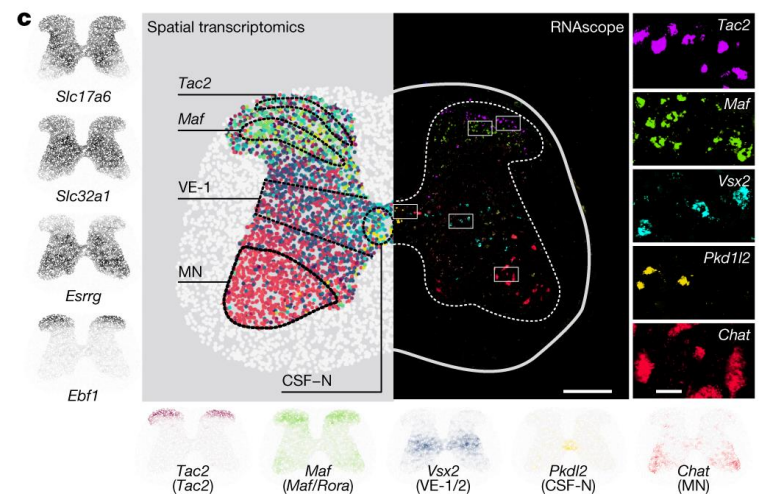 c
Spatial transcriptomics
RNAscope
Tac2
Maf
VE-1
MN
CSF–N
Slc17a6
Slc32a1
Esrrg
Ebf1
Tac2
Maf
Vsx2
Pkd1l2
Chat
Tac2
(Tac2)
Maf
(Maf/Rora)
Vsx2
(VE-1/2)
Pkdl2
(CSF-N)
Chat
(MN)